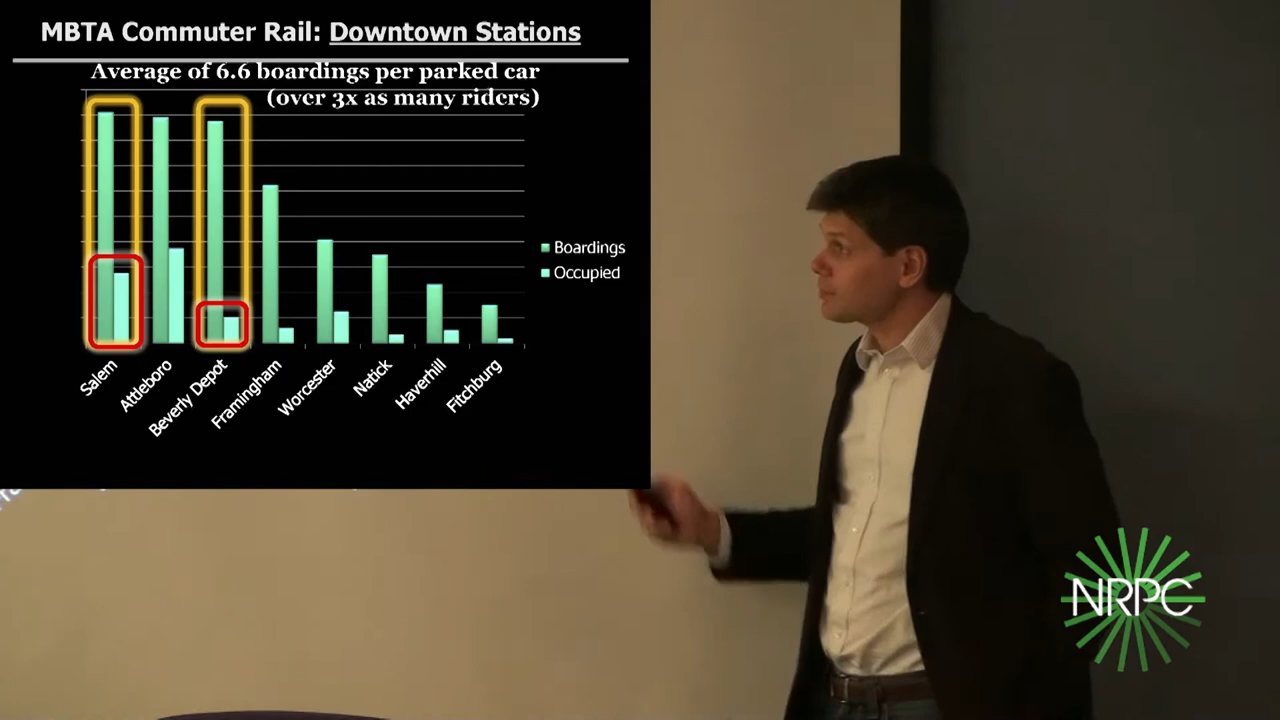 MBTA Commuter Rail: Downtown Stations
Average of 6.6 boardings per parked car
(over 3x as many riders)
Boardings
Occupied
Salem
Attleboro
Beverly Depot
Framingham
Worcester
Natick
Haverhill
Fitchburg
NRPC